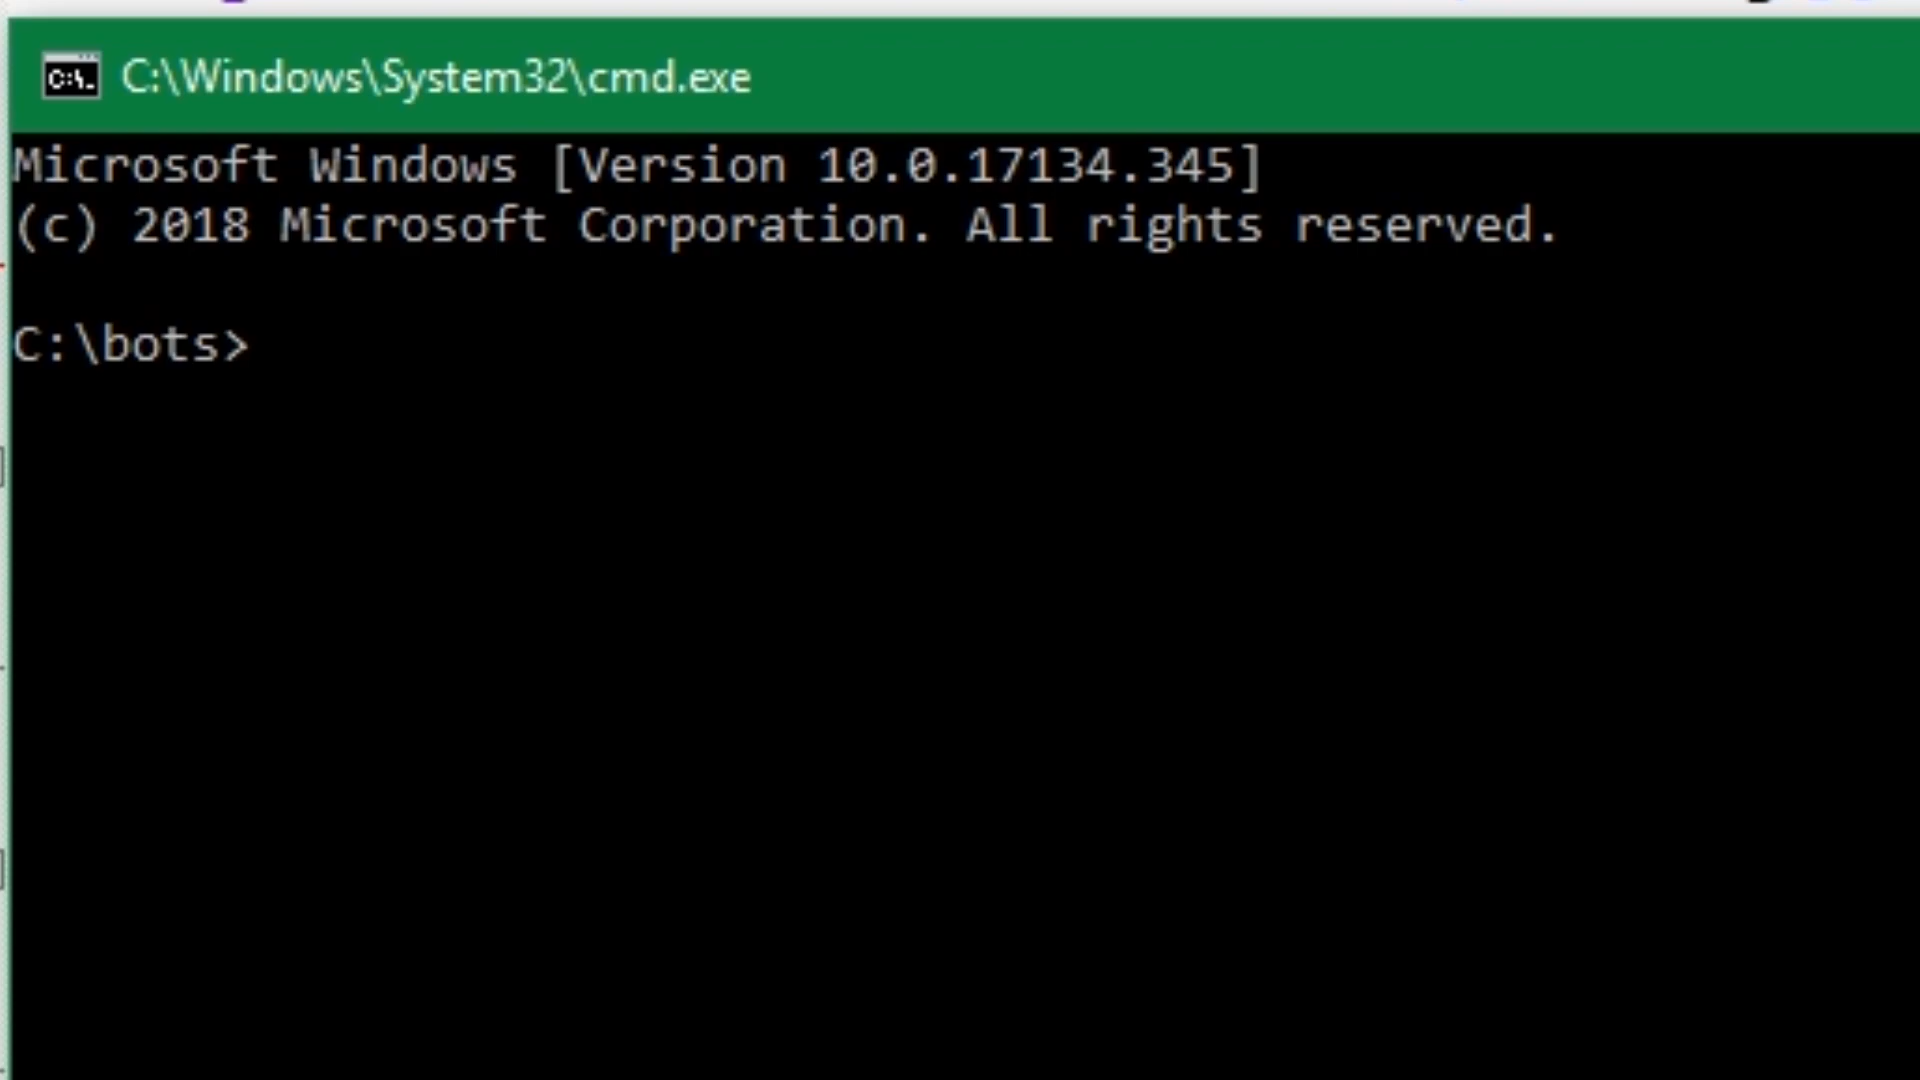 C:\Windows\System32\cmd.exe
Microsoft Windows [Version 10.0.17134.345]
(c) 2018 Microsoft Corporation. All rights reserved.
C:\bots>